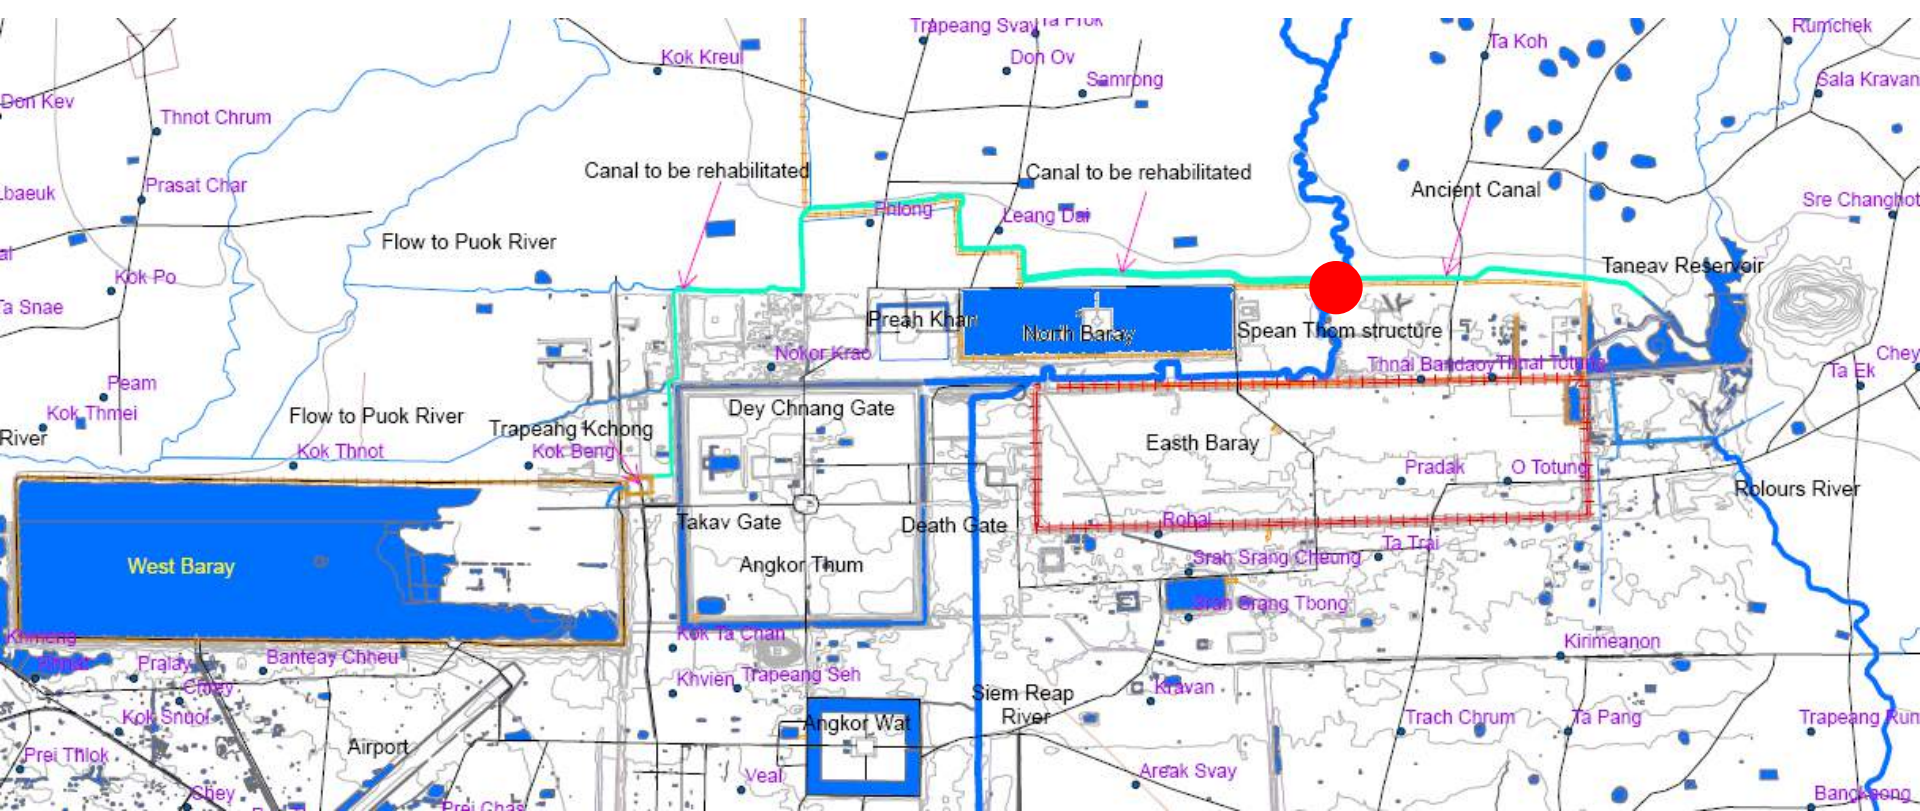 Trapeang Svay
Ta Prok
Rumchek
Kok Kreul
Don Ov
Ta Koh
Samrong
Sala Kravan
Don Kev
Thnot Chrum
Canal to be rehabilitated
Canal to be rehabilitated
Ancient Canal
Lbaeuk
Prasat Char
Phlong
Leang Dai
Sre Changhot
Flow to Puok River
Kok Po
Taneav Reservoir
Ta Snae
Preah Khan
North Baray
Spean Thom structure
Nokor Krao
Thnal Bandaoy
Thnal Totung
Chey
Ta Ek
Peam
Kok Thmei
Flow to Puok River
Dey Chnang Gate
River
Trapeang Kchong
Kok Thnot
Kok Beng
Easth Baray
Pradak
O Totung
Rolours River
Takav Gate
Death Gate
Rohal
Ta Trai
West Baray
Angkor Thum
Srah Srang Cheung
Srah Srang Tbong
Khmeng
Kok Ta Chan
Kirimeanon
Pralay
Banteay Chheu
Khvien
Trapeang Seh
Siem Reap
River
Kravan
Kok Snuol
Angkor Wat
Trach Chrum
Ta Pang
Trapeang Run
Airport
Prei Thlok
Veal
Areak Svay
Chey
Prei Chas
Bangkaong